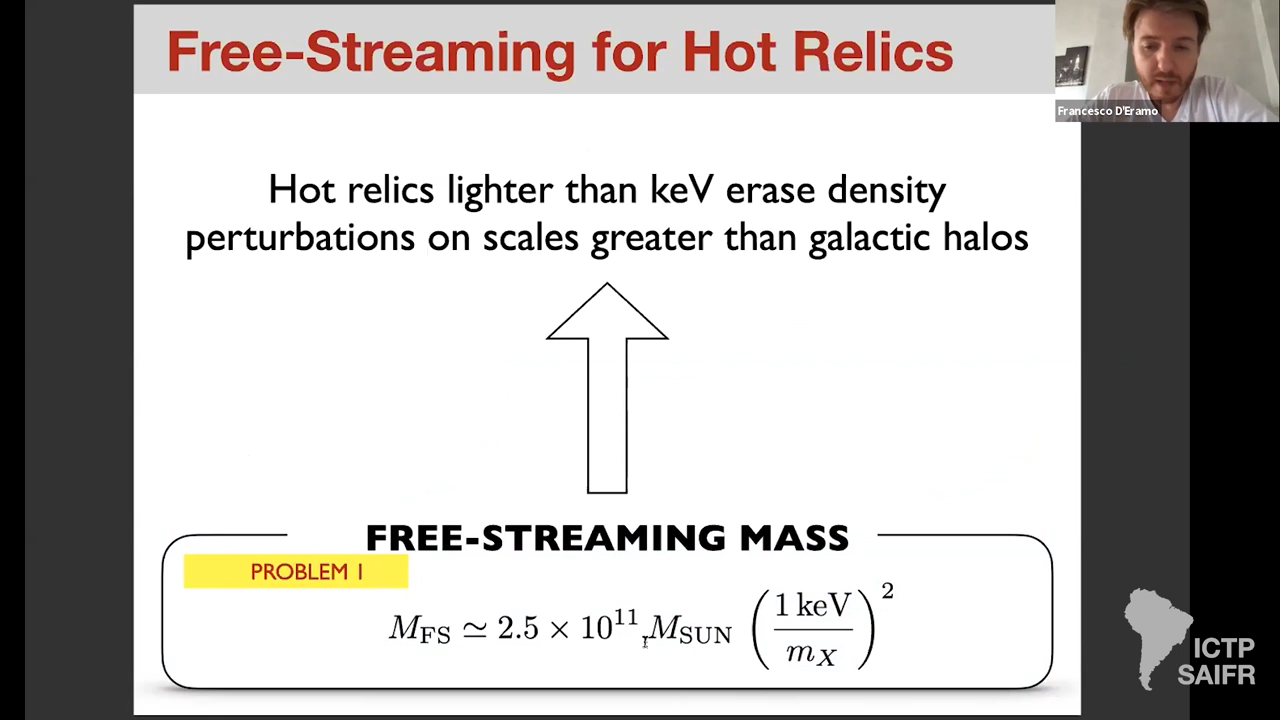 Free-Streaming for Hot Relics
Francesco D'Eramo
Hot relics lighter than keV erase density
perturbations on scales greater than galactic halos
FREE-STREAMING MASS
PROBLEM 1
M_FS ≃ 2.5 × 10^11, M_SUN (1 keV / m_X)^2
ICTP
SAIFR